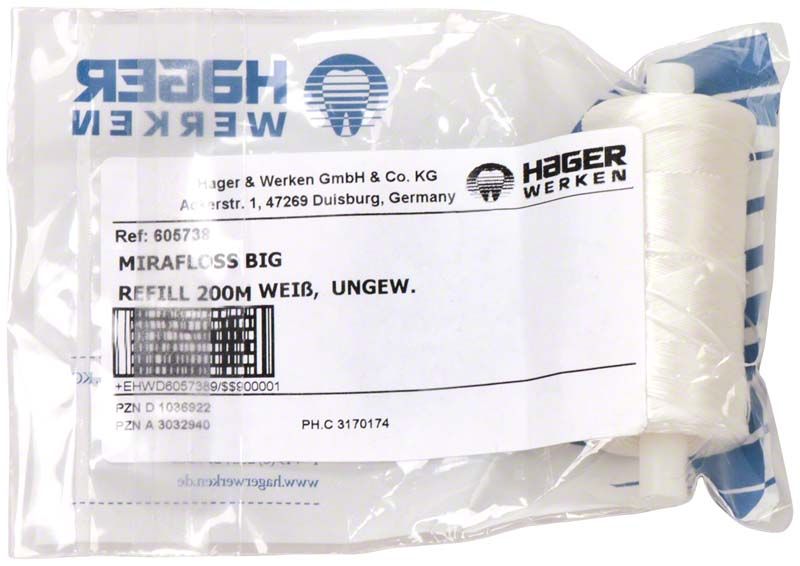 HAGER
WERKEN
Hager & Werken GmbH & Co. KG
Ackerstr. 1, 47269 Duisburg, Germany
HAGER
WERKEN
Ref: 605738
MIRAFLOSS BIG
REFILL 200M WEIß, UNGEW.
+EHWD6057389/$$900001
PZN D 1036922
PZN A 3032940
PH.C 3170174
www.hagerwerken.de